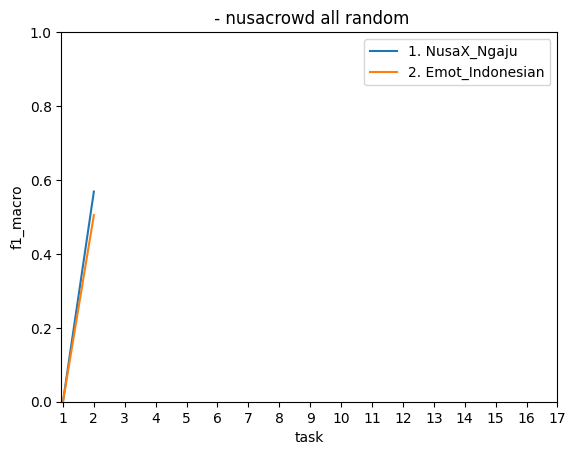 - nusacrowd all random
1.0
0.8
0.6
0.4
0.2
0.0
f1_macro
1. NusaX_Ngaju
2. Emot_Indonesian
1 2 3 4 5 6 7 8 9 10 11 12 13 14 15 16 17
task